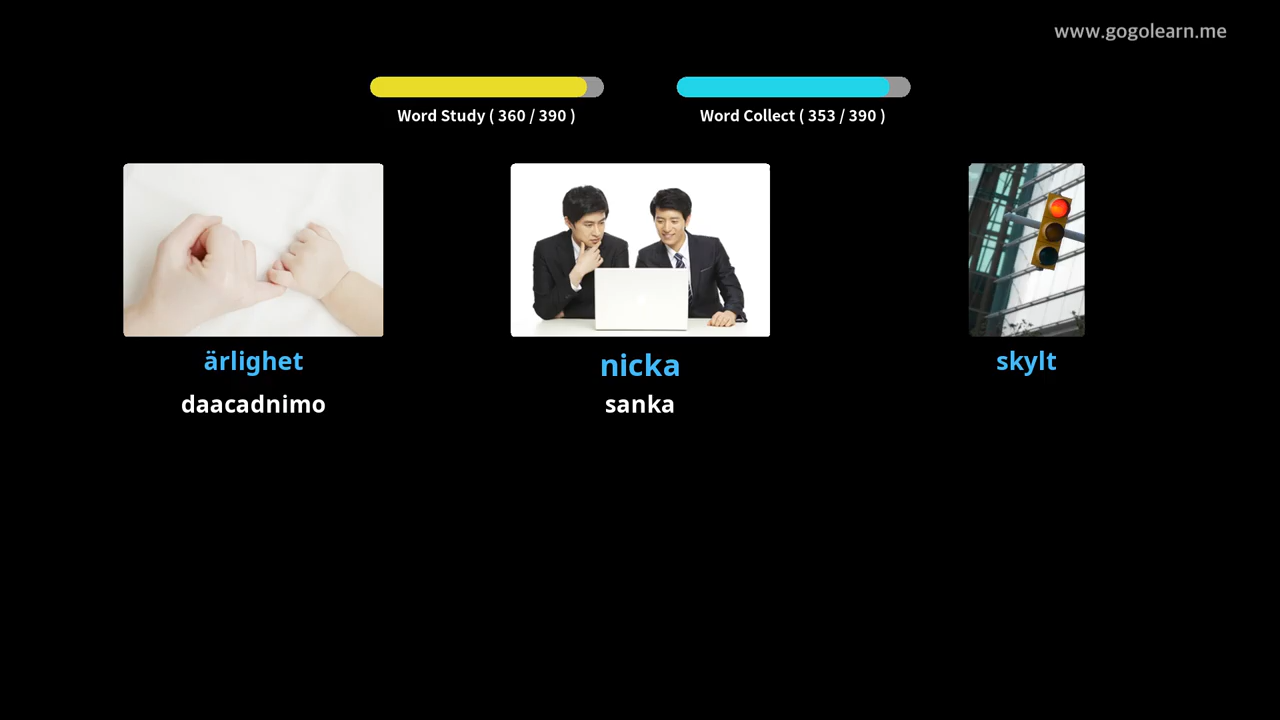 www.gogolearn.me
Word Study ( 360 / 390 )
Word Collect ( 353 / 390 )
ärlighet
nicka
skylt
daacadnimo
sanka